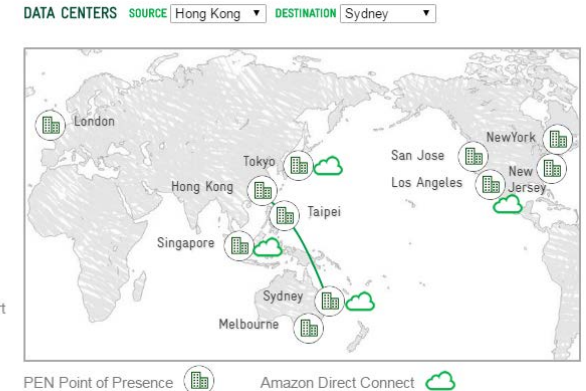 DATA CENTERS SOURCE Hong Kong DESTINATION Sydney
London
NewYork
Tokyo
San Jose
New Jersey
Hong Kong
Los Angeles
Taipei
Singapore
Sydney
Melbourne
PEN Point of Presence Amazon Direct Connect